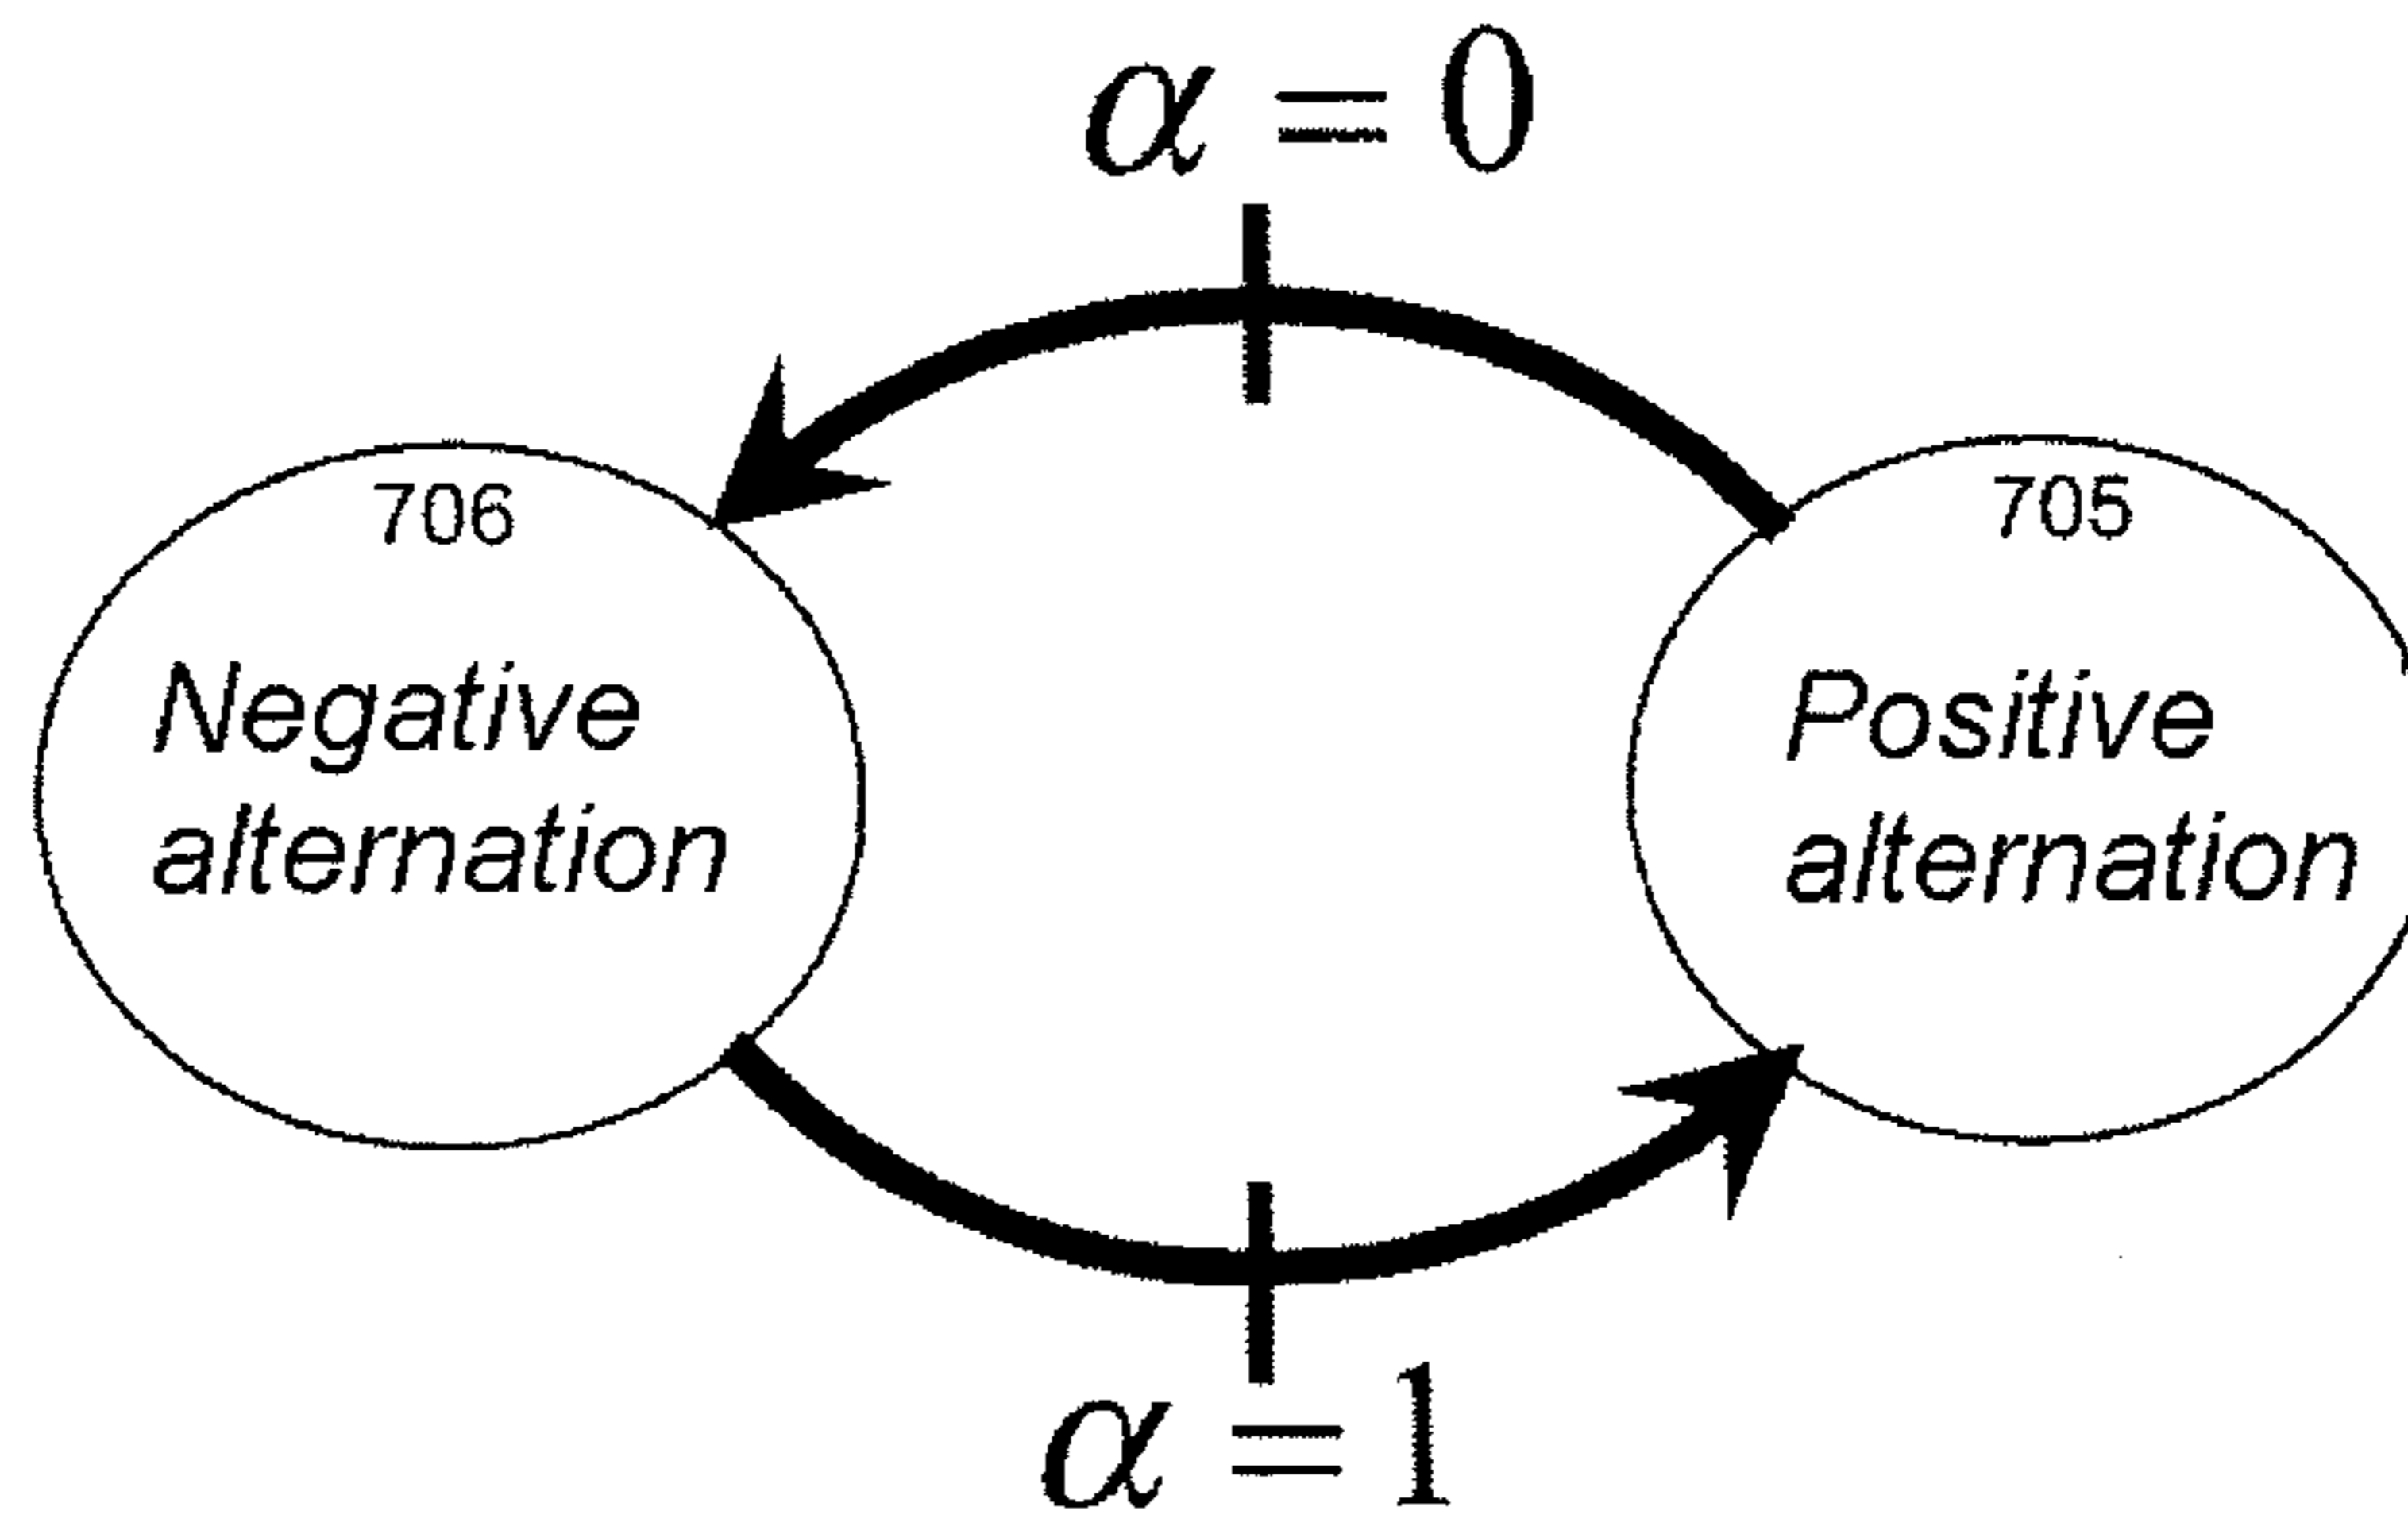 α = 0
706
Negative
alternation
705
Positive
alternation
α = 1